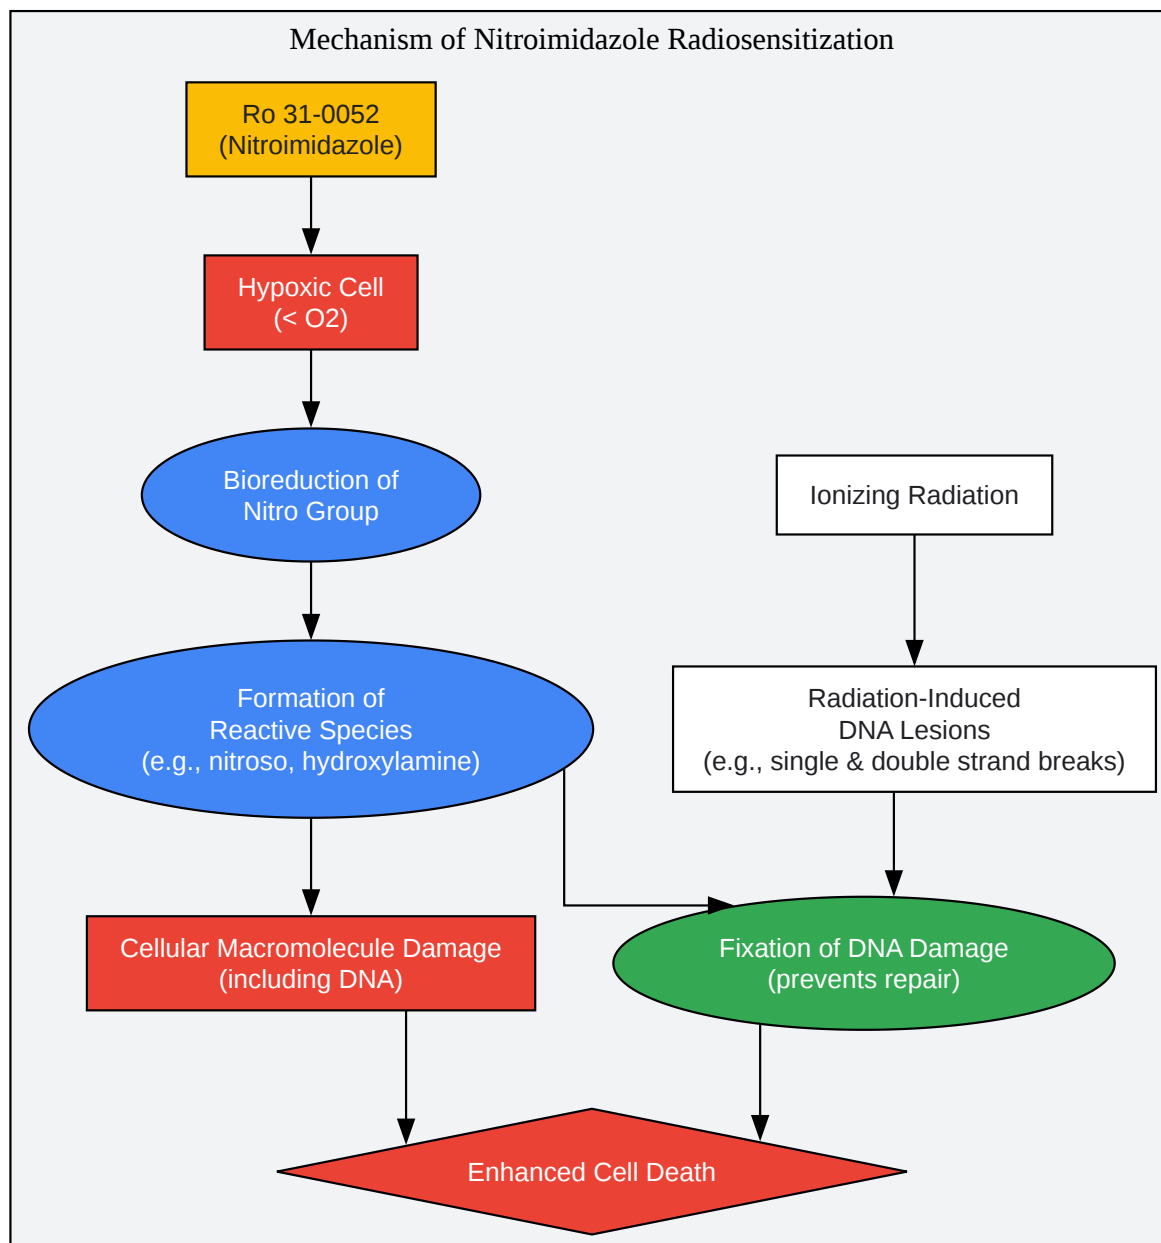 Mechanism of Nitroimidazole Radiosensitization
Ro 31-0052
(Nitroimidazole)
Hypoxic Cell
(< O2)
Bioreduction of
Nitro Group
Ionizing Radiation
Formation of
Reactive Species
(e.g., nitroso, hydroxylamine)
Radiation-Induced
DNA Lesions
(e.g., single & double strand breaks)
Cellular Macromolecule Damage
(including DNA)
Fixation of DNA Damage
(prevents repair)
Enhanced Cell Death